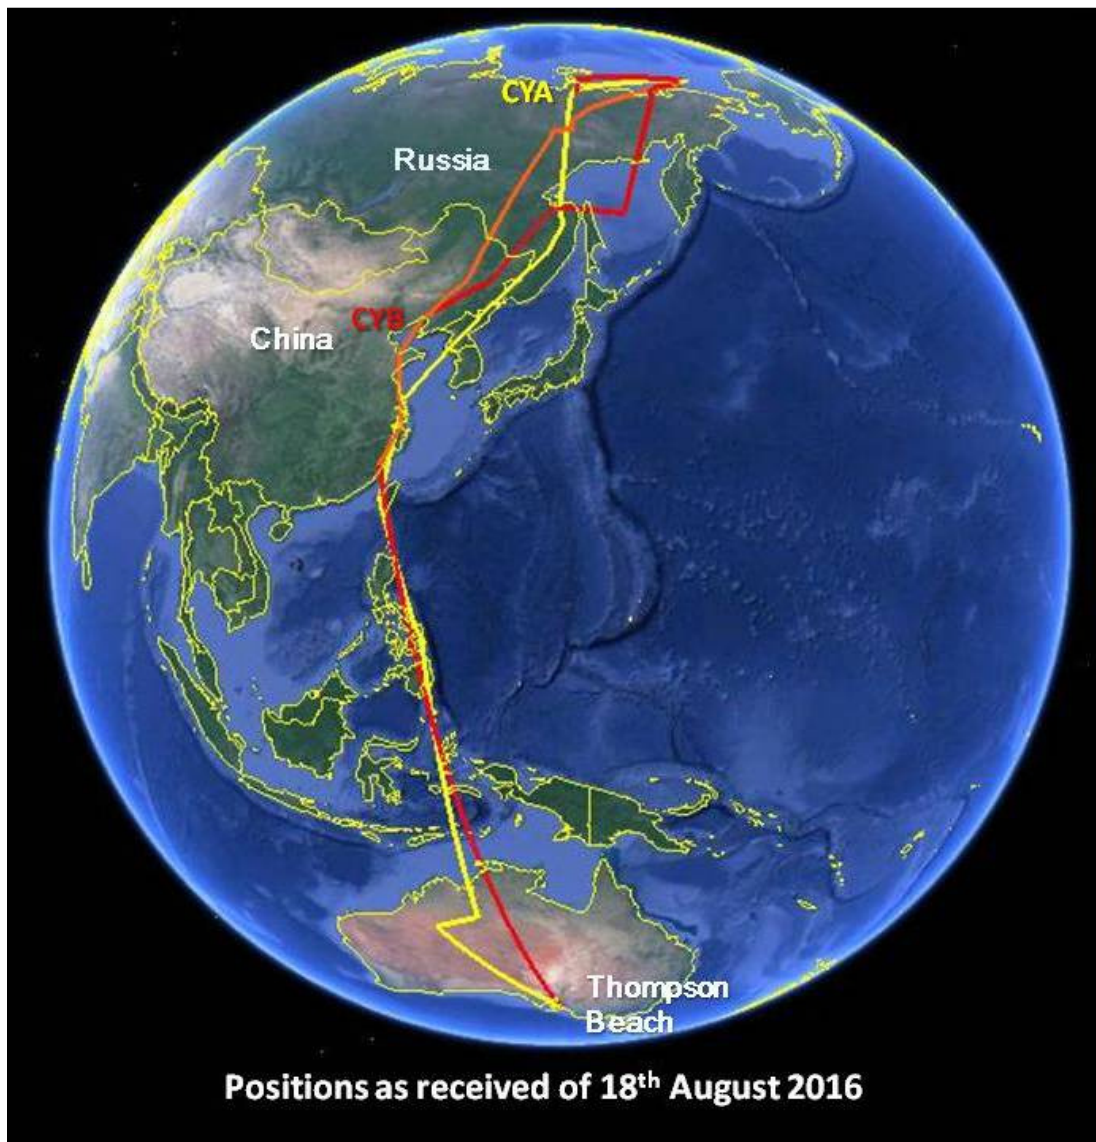 CYA
Russia
CYB
China
Thompson
Beach
Positions as received of 18th August 2016